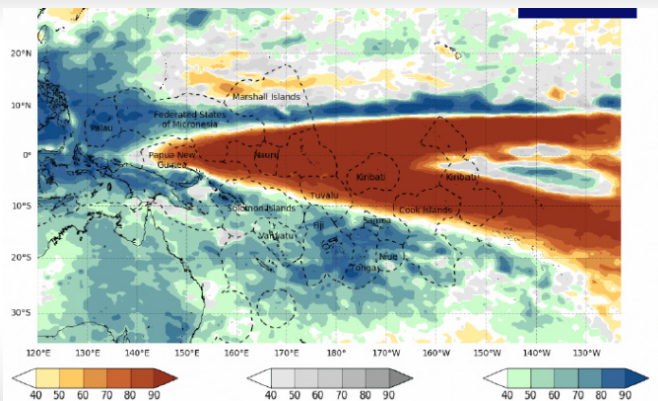 20°N
Marshall Islands
10°N
Federated States
of Micronesia
Palau
0°
Papua New
Guinea
Nauru
Kiribati
Kiribati
Tuvalu
10°S
Solomon Islands
Cook Islands
Samoa
Fiji
Vanuatu
20°S
Niue
Tonga
30°S
120°E 130°E 140°E 150°E 160°E 170°E 180° 170°W 160°W 150°W 140°W 130°W
40 50 60 70 80 90
40 50 60 70 80 90
40 50 60 70 80 90